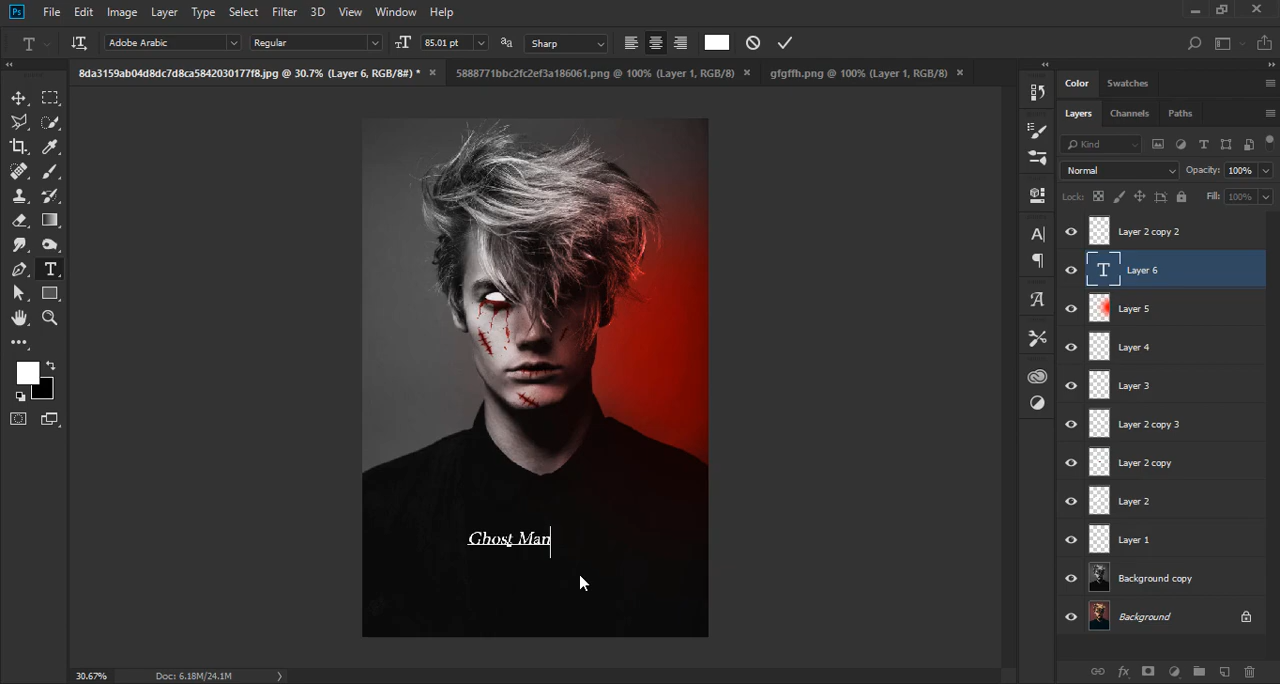 Ps File Edit Image Layer Type Select Filter 3D View Window Help
T Adobe Arabic Regular 85.01 pt aa Sharp
8da3159ab04d8dc7d8ca5842030177f8.jpg @ 30.7% (Layer 6, RGB/8#) * × 5888771bbc2fc2ef3a186061.png @ 100% (Layer 1, RGB/8) × gfgffh.png @ 100% (Layer 1, RGB/8) ×
Color Swatches
Layers Channels Paths
Kind
Normal Opacity: 100%
Lock: Fill: 100%
Layer 2 copy 2
T Layer 6
Layer 5
Layer 4
Layer 3
Layer 2 copy 3
Layer 2 copy
Layer 2
Layer 1
Background copy
Background
Ghost Man
30.67% Doc: 6.18M/24.1M